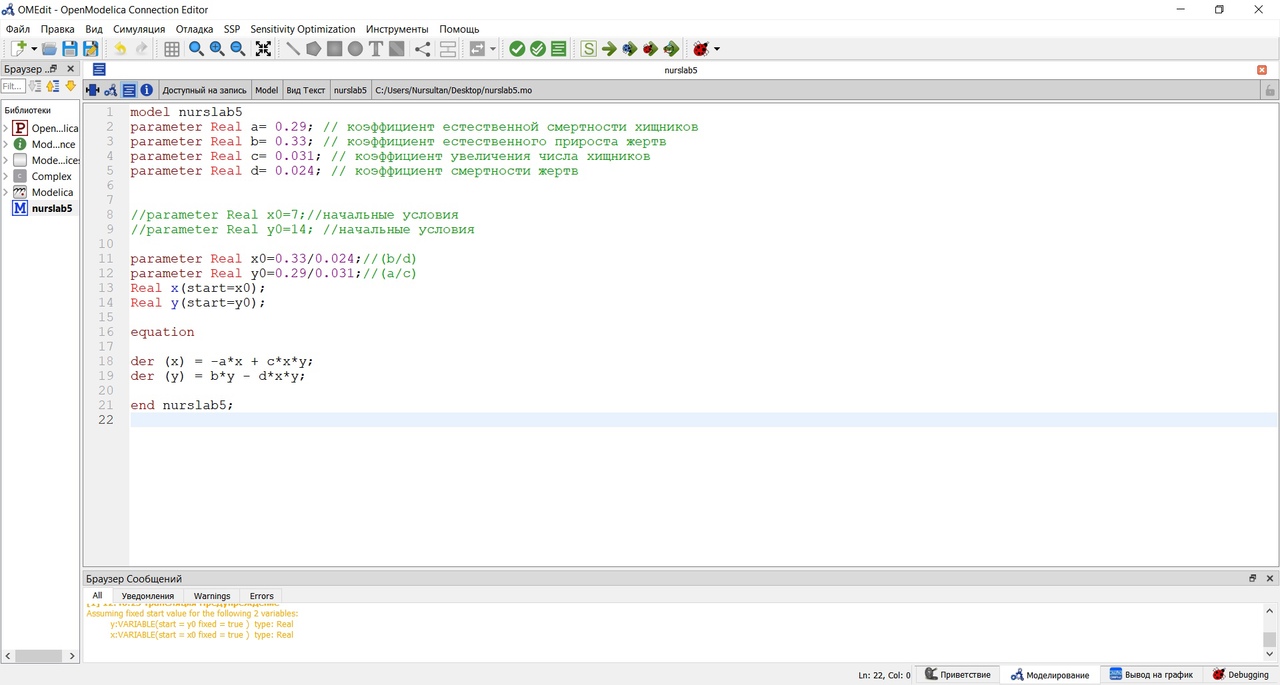 OMEdit - OpenModelica Connection Editor
Файл Правка Вид Симуляция Отладка SSP Sensitivity Optimization Инструменты Помощь
Браузер ..
nurslab5
Filt...
Доступный на запись Model Вид Текст nurslab5 C:/Users/Nursultan/Desktop/nurslab5.mo
Библиотеки
Open...lica
Mod...nce
Mode...ices
Complex
Modelica
nurslab5
1 model nurslab5
2 parameter Real a= 0.29; // коэффициент естественной смертности хищников
3 parameter Real b= 0.33; // коэффициент естественного прироста жертв
4 parameter Real c= 0.031; // коэффициент увеличения числа хищников
5 parameter Real d= 0.024; // коэффициент смертности жертв
6
7
8 //parameter Real x0=7;//начальные условия
9 //parameter Real y0=14; //начальные условия
10
11 parameter Real x0=0.33/0.024;//(b/d)
12 parameter Real y0=0.29/0.031;//(a/c)
13 Real x(start=x0);
14 Real y(start=y0);
15
16 equation
17
18 der (x) = -a*x + c*x*y;
19 der (y) = b*y - d*x*y;
20
21 end nurslab5;
22
Браузер Сообщений
All Уведомления Warnings Errors
Assuming fixed start value for the following 2 variables:
y:VARIABLE(start = y0 fixed = true ) type: Real
x:VARIABLE(start = x0 fixed = true ) type: Real
Ln: 22, Col: 0 Приветствие Моделирование Вывод на график Debugging